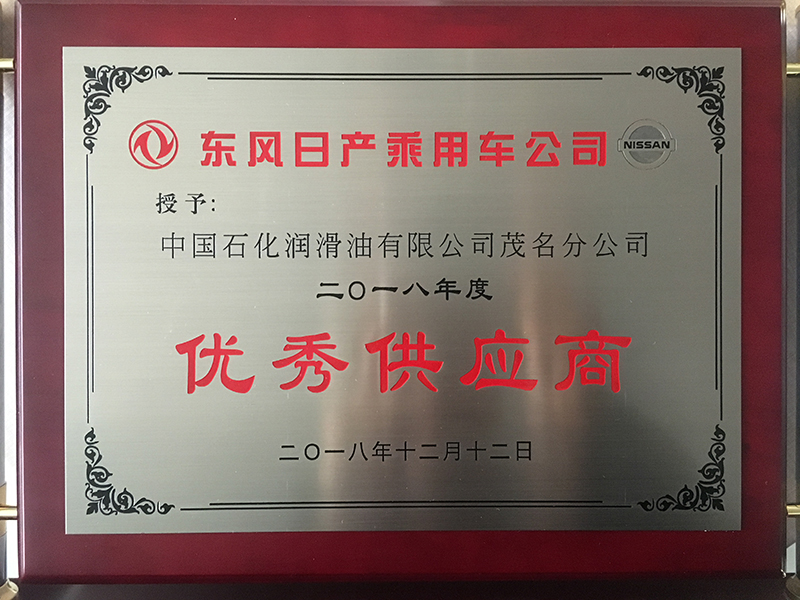 东风日产乘用车公司 NISSAN
授予:
中国石化润滑油有限公司茂名分公司
二〇一八年度
优秀供应商
二〇一八年十二月十二日